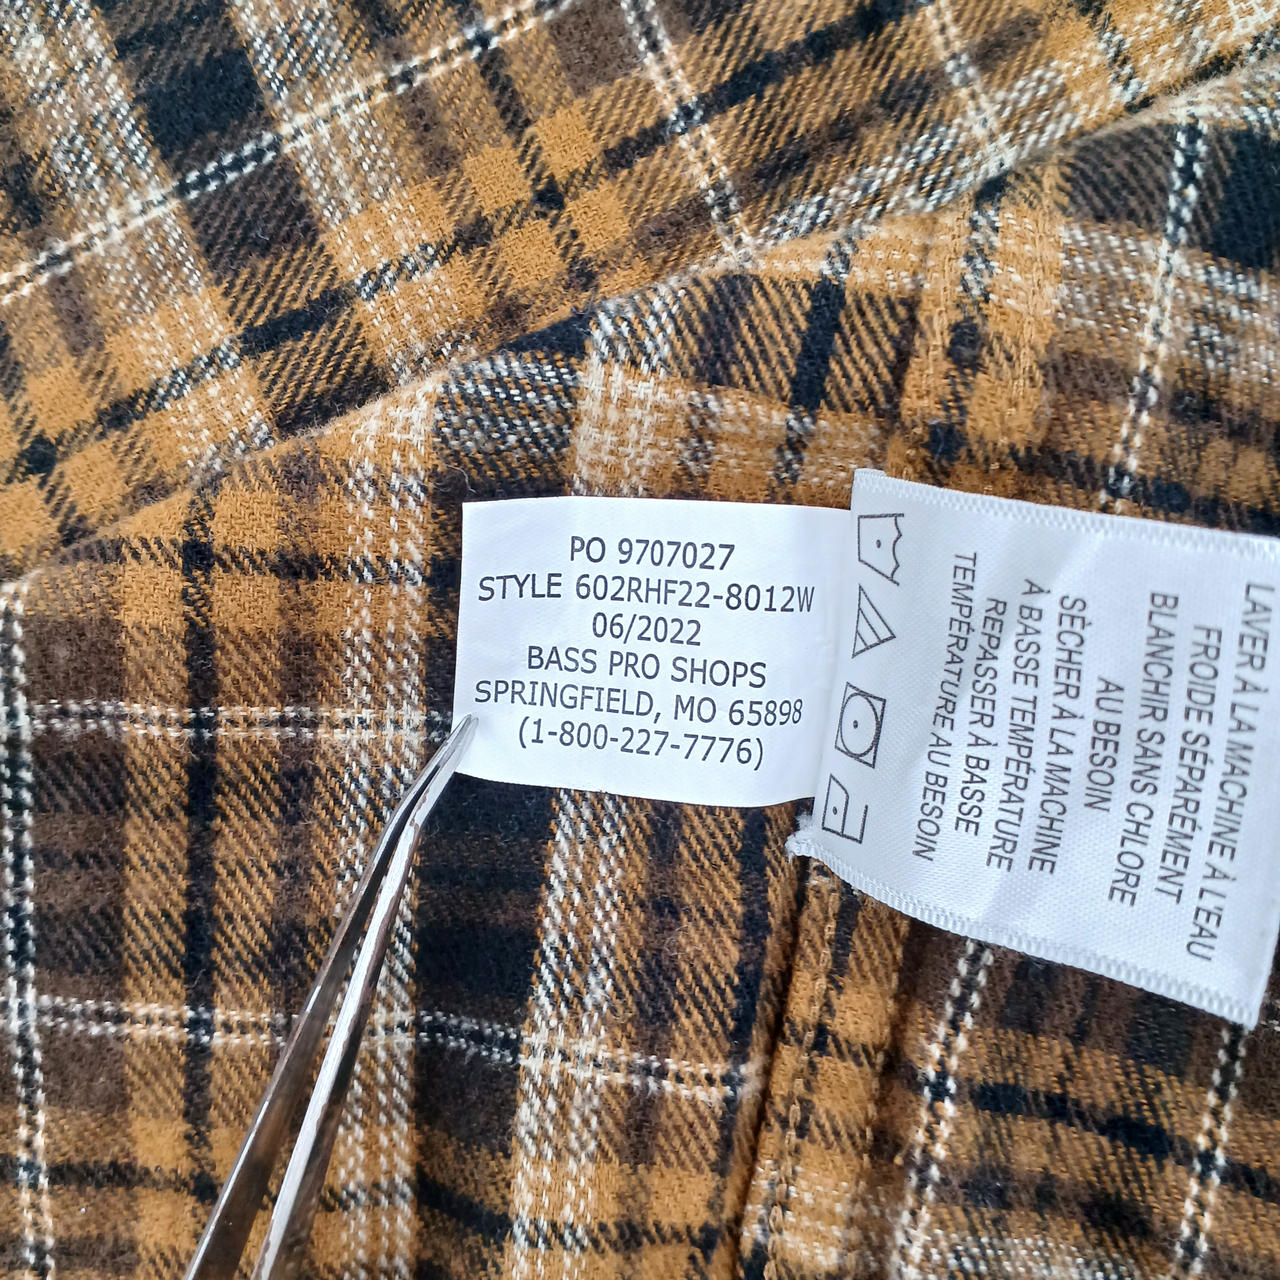 PO 9707027
STYLE 602RHF22-8012W
06/2022
BASS PRO SHOPS
SPRINGFIELD, MO 65898
(1-800-227-7776)
LAVER À LA MACHINE À L'EAU
FROIDE SÉPARÉMENT
BLANCHIR SANS CHLORE
AU BESOIN
SÉCHER À LA MACHINE
À BASSE TEMPÉRATURE
REPASSER À BASSE
TEMPÉRATURE AU BESOIN